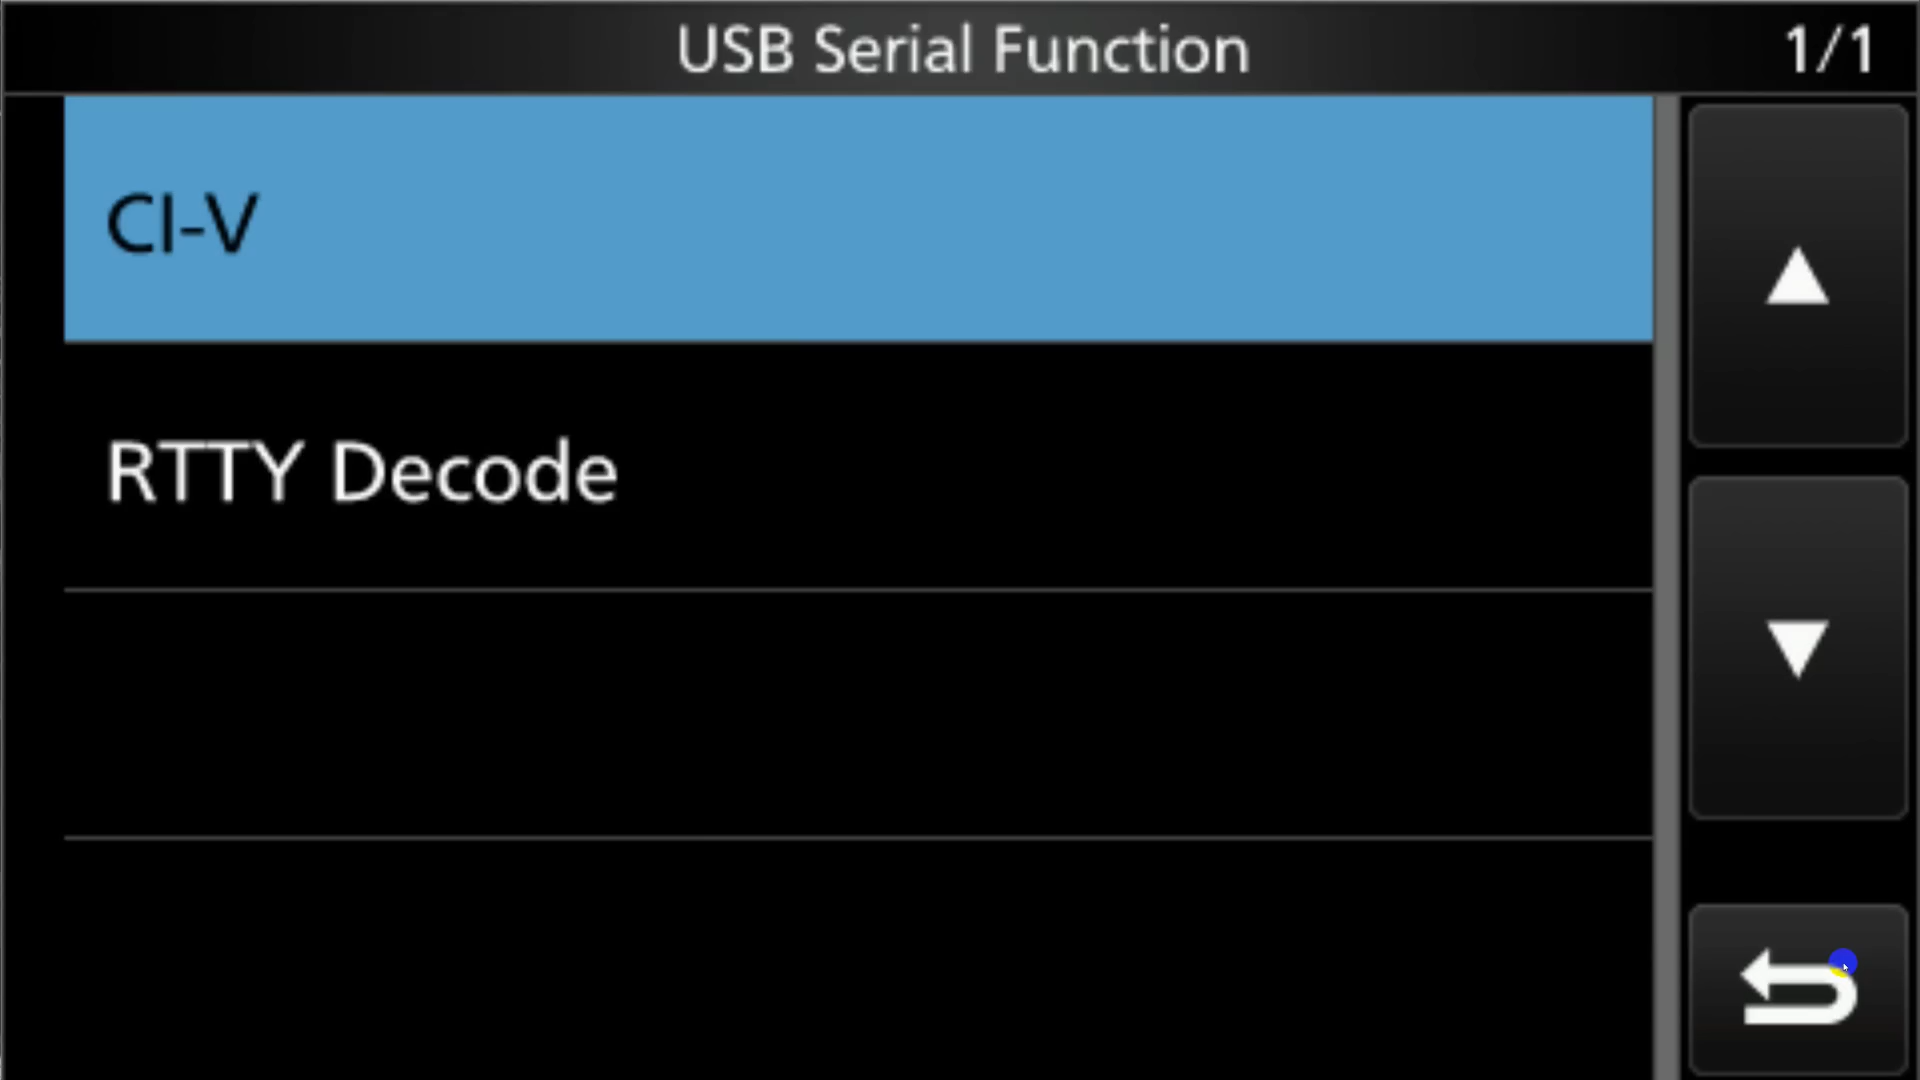 USB Serial Function
1/1
CI-V
RTTY Decode